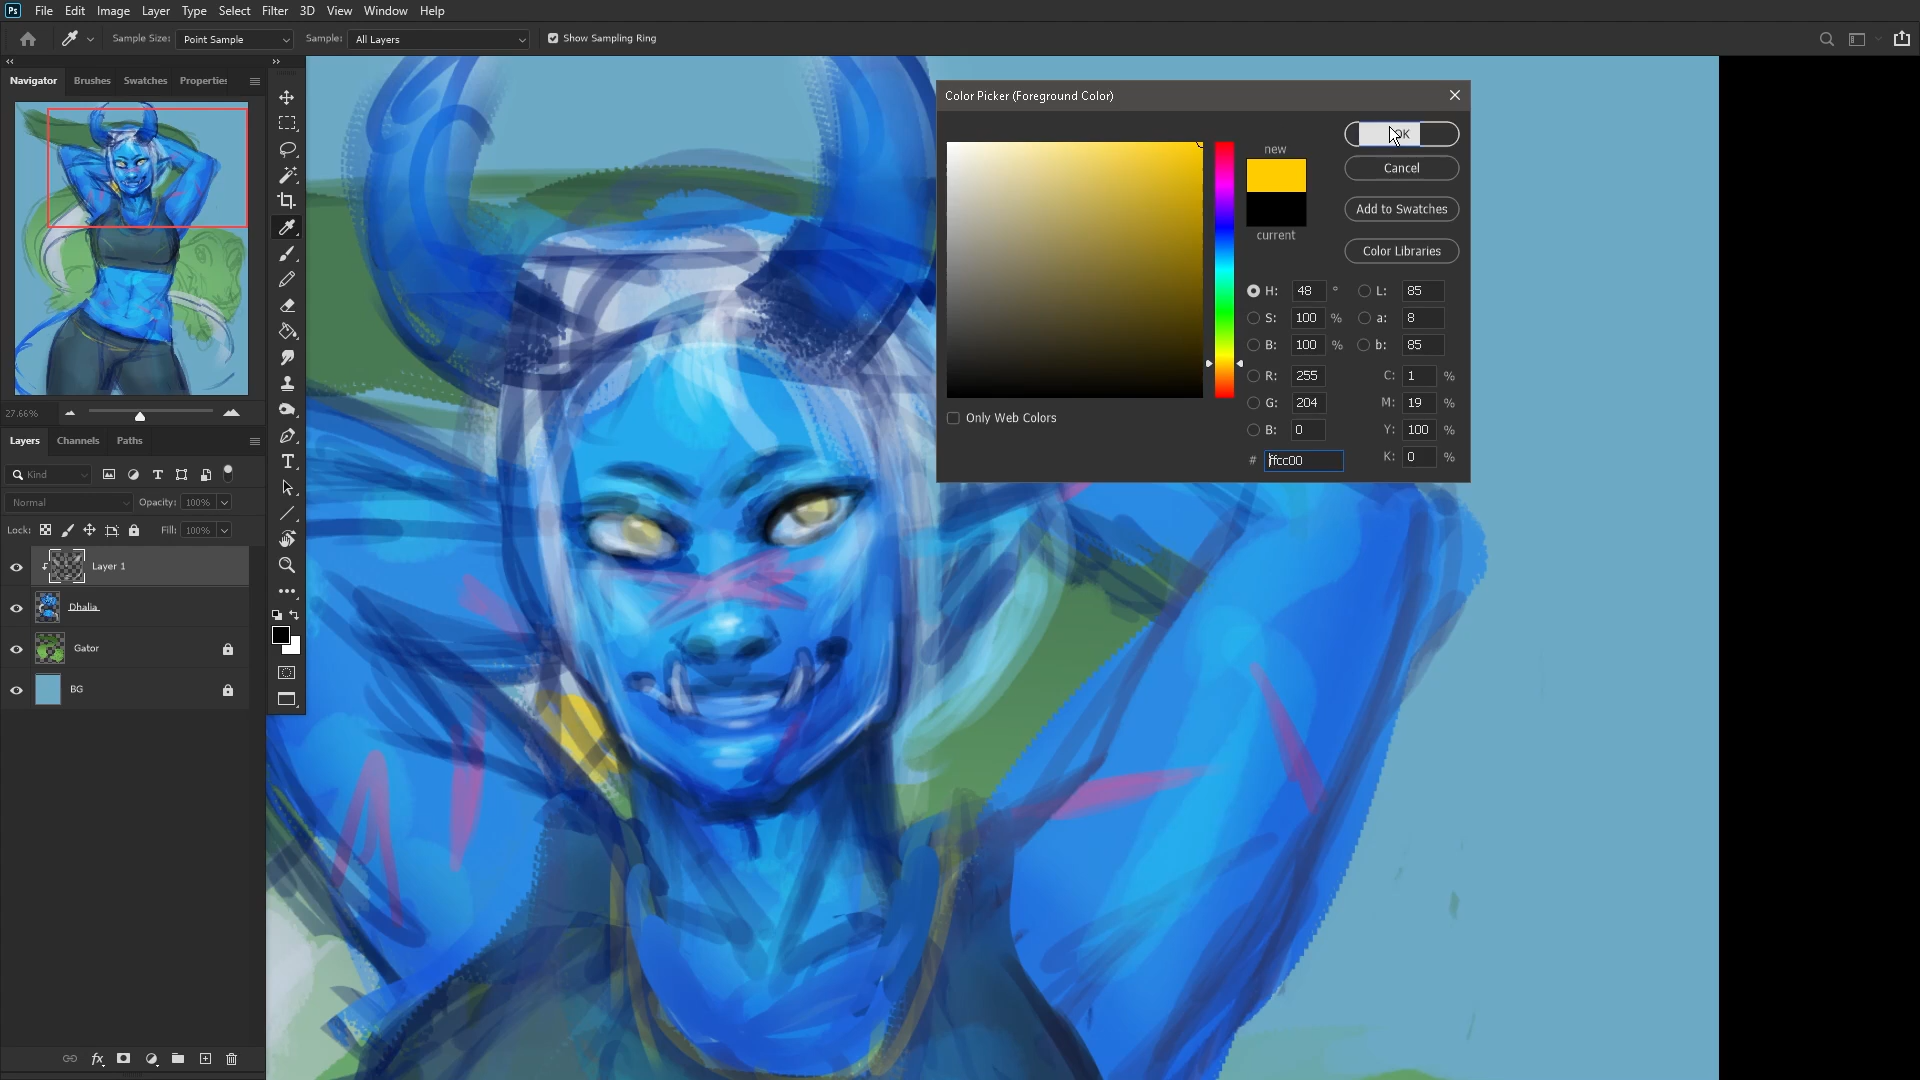 Ps File Edit Image Layer Type Select Filter 3D View Window Help
Sample Size: Point Sample Sample: All Layers Show Sampling Ring
Navigator Brushes Swatches Properties
27.66%
Layers Channels Paths
Kind
Normal Opacity: 100%
Lock: Fill: 100%
Layer 1
Dhalia
Gator
BG
T
Color Picker (Foreground Color)
new
current
OK
Cancel
Add to Swatches
Color Libraries
H: 48 ° L: 85
S: 100 % a: 8
B: 100 % b: 85
R: 255 C: 1 %
G: 204 M: 19 %
B: 0 Y: 100 %
# ffcc00 K: 0 %
Only Web Colors
fx